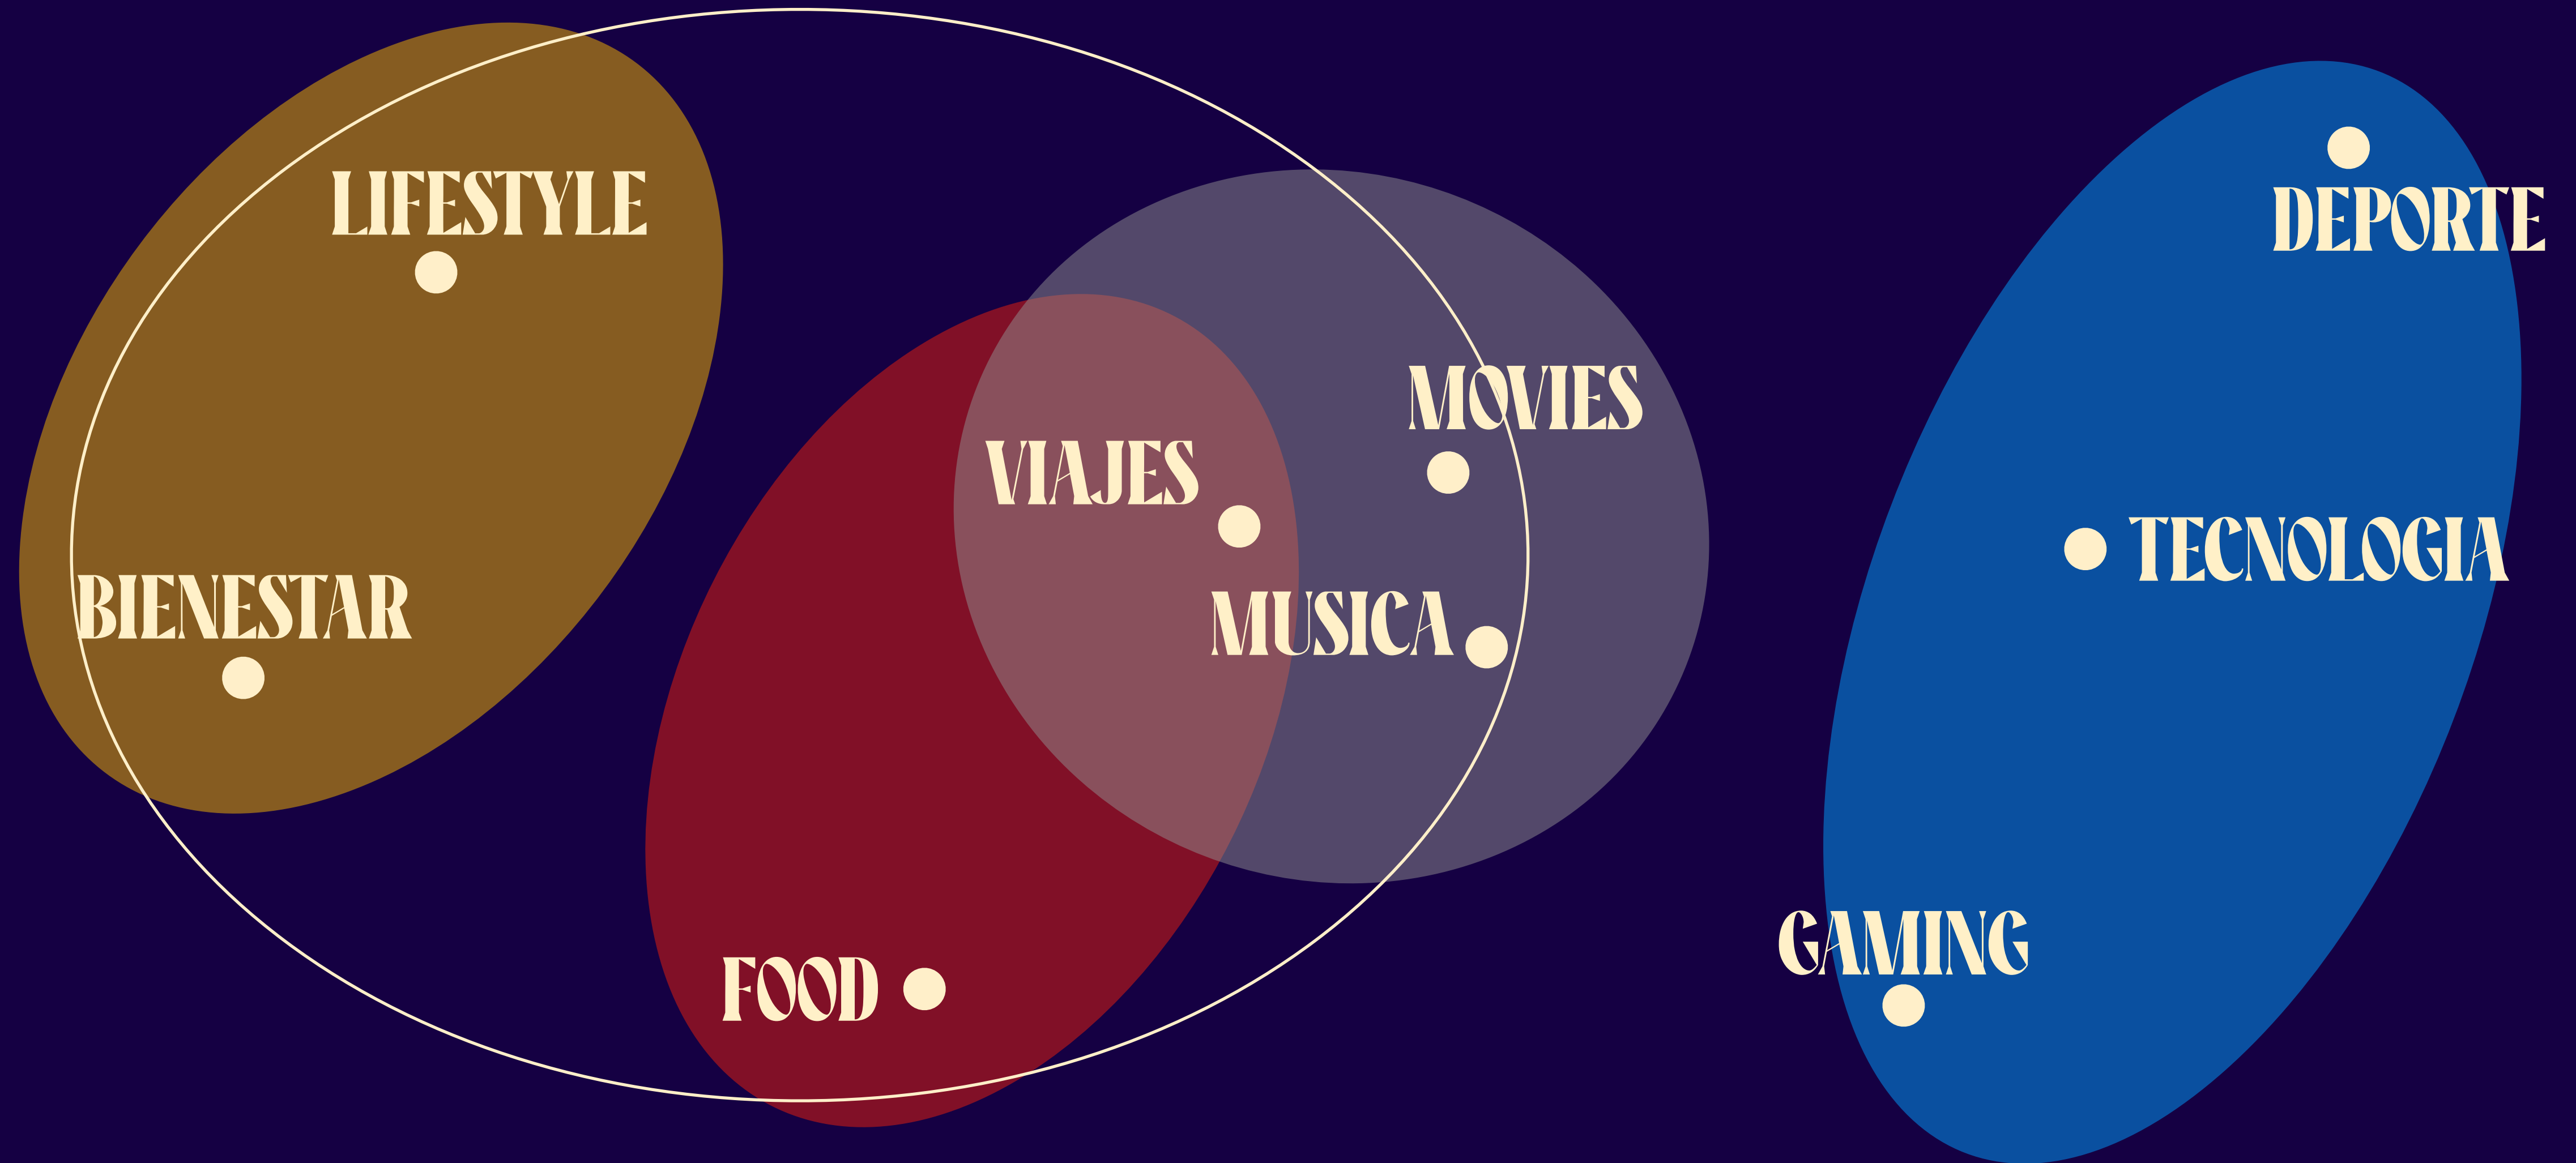 LIFESTYLE
BIENESTAR
VIAJES
MOVIES
MUSICA
FOOD
DEPORTE
TECNOLOGIA
GAMING